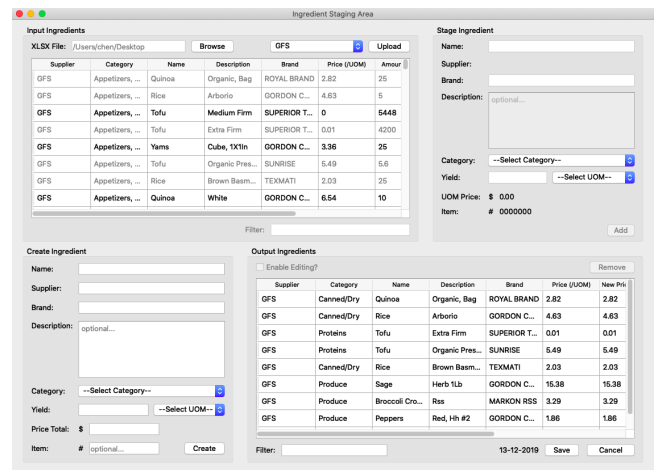 Ingredient Staging Area
Input Ingredients
XLSX File: /Users/chen/Desktop Browse GFS Upload
Supplier Category Name Description Brand Price (/UOM) Amour
GFS Appetizers, ... Quinoa Organic, Bag ROYAL BRAND 2.82 25
GFS Appetizers, ... Rice Arborio GORDON C... 4.63 5
GFS Appetizers, ... Tofu Medium Firm SUPERIOR T... 0 5448
GFS Appetizers, ... Tofu Extra Firm SUPERIOR T... 0.01 4200
GFS Appetizers, ... Yams Cube, 1X1In GORDON C... 3.36 25
GFS Appetizers, ... Tofu Organic Pres... SUNRISE 5.49 5.6
GFS Appetizers, ... Rice Brown Basm... TEXMATI 2.03 25
GFS Appetizers, ... Quinoa White GORDON C... 6.54 10
Filter:
Stage Ingredient
Name:
Supplier:
Brand:
Description: optional...
Category: --Select Category--
Yield: --Select UOM--
UOM Price: $ 0.00
Item: # 0000000
Add
Create Ingredient
Name:
Supplier:
Brand:
Description: optional...
Category: --Select Category--
Yield: --Select UOM--
Price Total: $
Item: # optional... Create
Output Ingredients
Enable Editing? Remove
Supplier Category Name Description Brand Price (/UOM) New Pric
GFS Canned/Dry Quinoa Organic, Bag ROYAL BRAND 2.82 2.82
GFS Canned/Dry Rice Arborio GORDON C... 4.63 4.63
GFS Proteins Tofu Extra Firm SUPERIOR T... 0.01 0.01
GFS Proteins Tofu Organic Pres... SUNRISE 5.49 5.49
GFS Canned/Dry Rice Brown Basm... TEXMATI 2.03 2.03
GFS Produce Sage Herb 1Lb GORDON C... 15.38 15.38
GFS Produce Broccoli Cro... Rss MARKON RSS 3.29 3.29
GFS Produce Peppers Red, Hh #2 GORDON C... 1.86 1.86
Filter: 13-12-2019 Save Cancel